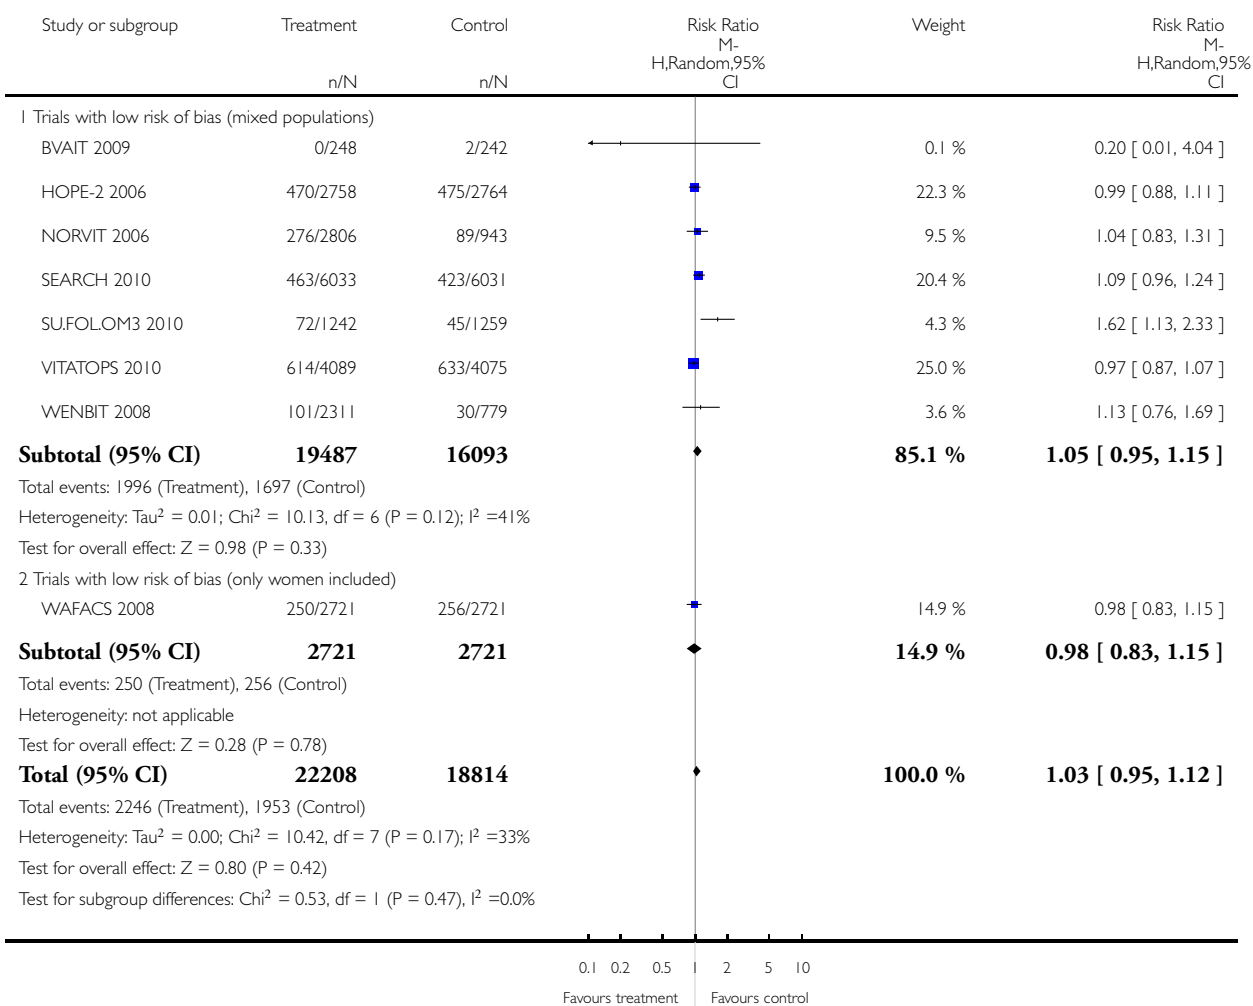 Study or subgroup Treatment Control Risk Ratio Weight Risk Ratio
M- M-
H,Random,95% H,Random,95%
n/N n/N CI CI
1 Trials with low risk of bias (mixed populations)
BVAIT 2009 0/248 2/242 0.1 % 0.20 [ 0.01, 4.04 ]
HOPE-2 2006 470/2758 475/2764 22.3 % 0.99 [ 0.88, 1.11 ]
NORVIT 2006 276/2806 89/943 9.5 % 1.04 [ 0.83, 1.31 ]
SEARCH 2010 463/6033 423/6031 20.4 % 1.09 [ 0.96, 1.24 ]
SU.FOL.OM3 2010 72/1242 45/1259 4.3 % 1.62 [ 1.13, 2.33 ]
VITATOPS 2010 614/4089 633/4075 25.0 % 0.97 [ 0.87, 1.07 ]
WENBIT 2008 101/2311 30/779 3.6 % 1.13 [ 0.76, 1.69 ]
Subtotal (95% CI) 19487 16093 85.1 % 1.05 [ 0.95, 1.15 ]
Total events: 1996 (Treatment), 1697 (Control)
Heterogeneity: Tau² = 0.01; Chi² = 10.13, df = 6 (P = 0.12); I² =41%
Test for overall effect: Z = 0.98 (P = 0.33)
2 Trials with low risk of bias (only women included)
WAFACS 2008 250/2721 256/2721 14.9 % 0.98 [ 0.83, 1.15 ]
Subtotal (95% CI) 2721 2721 14.9 % 0.98 [ 0.83, 1.15 ]
Total events: 250 (Treatment), 256 (Control)
Heterogeneity: not applicable
Test for overall effect: Z = 0.28 (P = 0.78)
Total (95% CI) 22208 18814 100.0 % 1.03 [ 0.95, 1.12 ]
Total events: 2246 (Treatment), 1953 (Control)
Heterogeneity: Tau² = 0.00; Chi² = 10.42, df = 7 (P = 0.17); I² =33%
Test for overall effect: Z = 0.80 (P = 0.42)
Test for subgroup differences: Chi² = 0.53, df = 1 (P = 0.47), I² =0.0%
0.1 0.2 0.5 1 2 5 10
Favours treatment Favours control